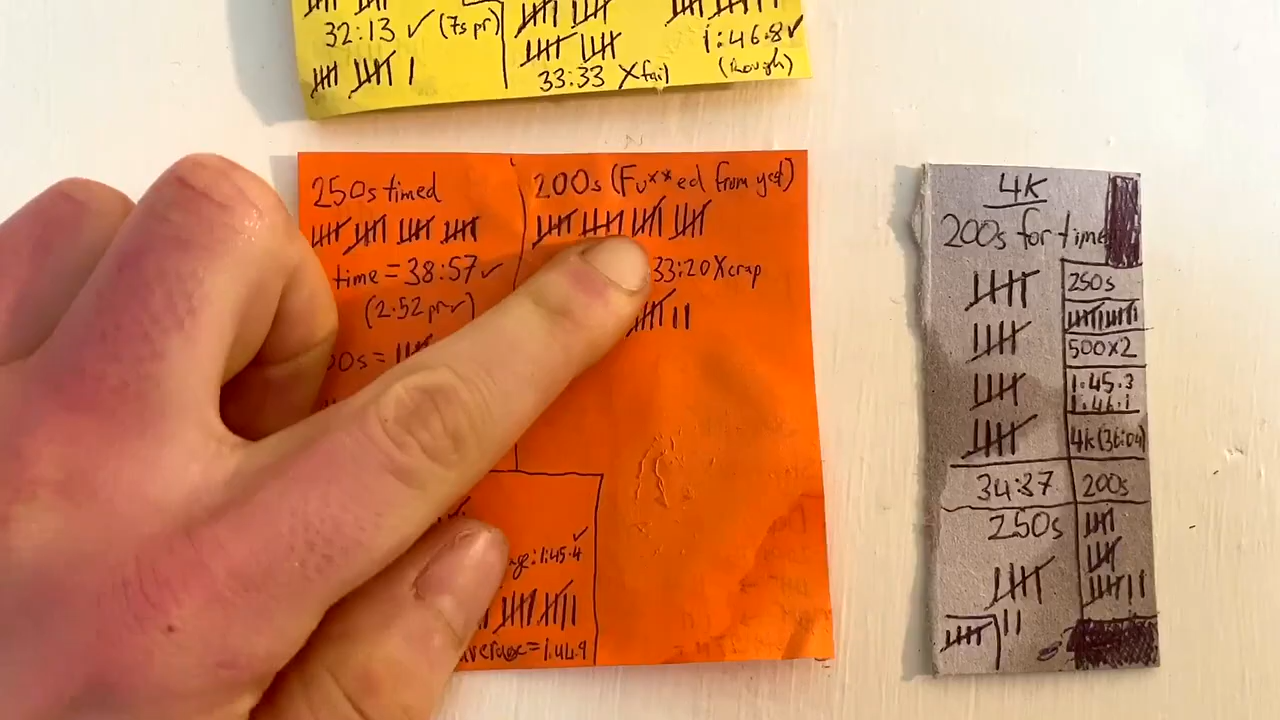 32:13 ✓ (7s pr)
33:33 X fail
1:46.8 ✓
(rough)
250s timed
time = 38:57 ✓
(2.52 pr ✓)
200s (Fu**ed from yest)
33:20 X crap
1:45.4 ✓
average = 1:44.9
4K
200s for time
34:37
250s
250s
500x2
1:45.3
1:46.1
4k (36:04)
200s